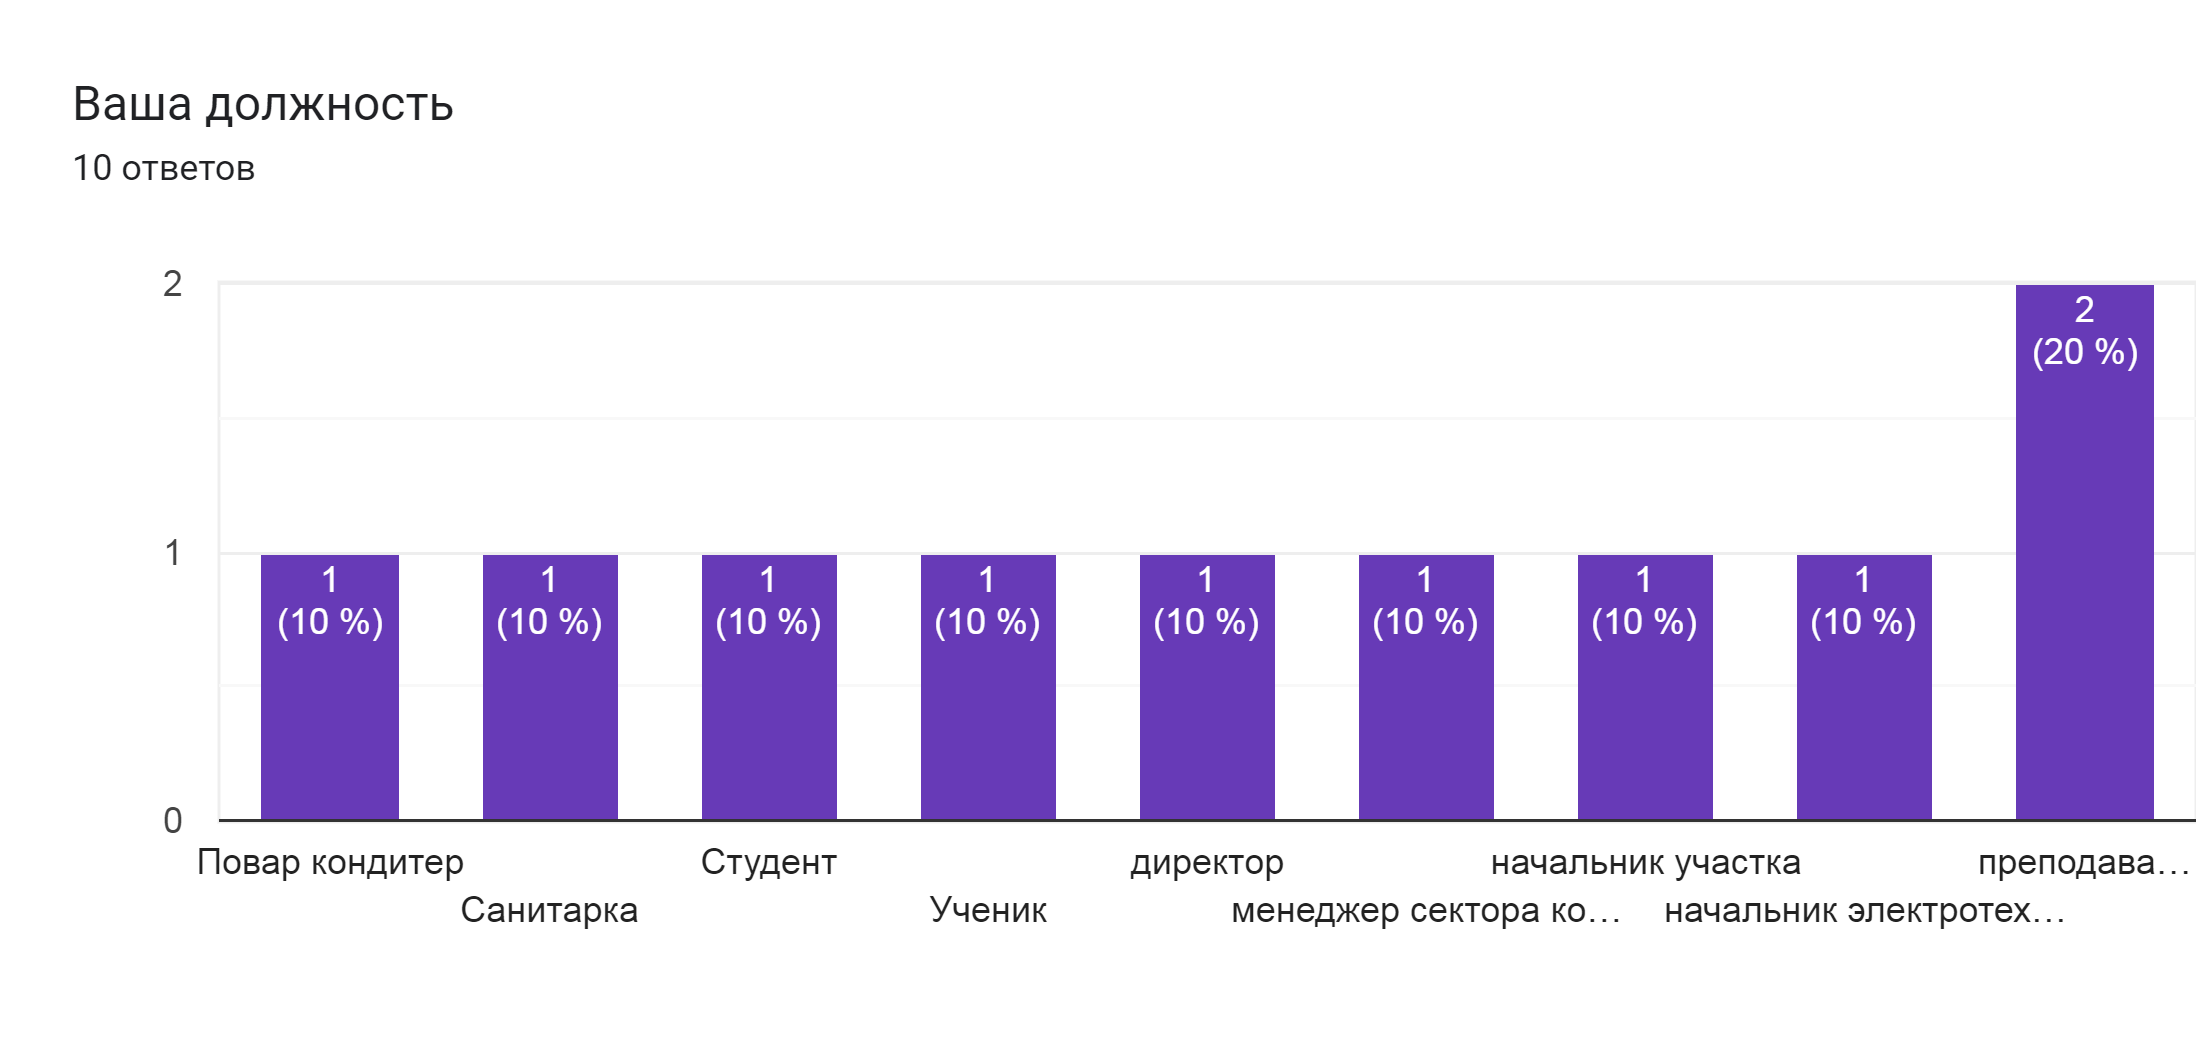 Ваша должность
10 ответов
2
2
(20 %)
1
1
(10 %)
1
(10 %)
1
(10 %)
1
(10 %)
1
(10 %)
1
(10 %)
1
(10 %)
1
(10 %)
0
Повар кондитер
Санитарка
Студент
Ученик
директор
менеджер сектора ко…
начальник участка
начальник электротех…
преподава…